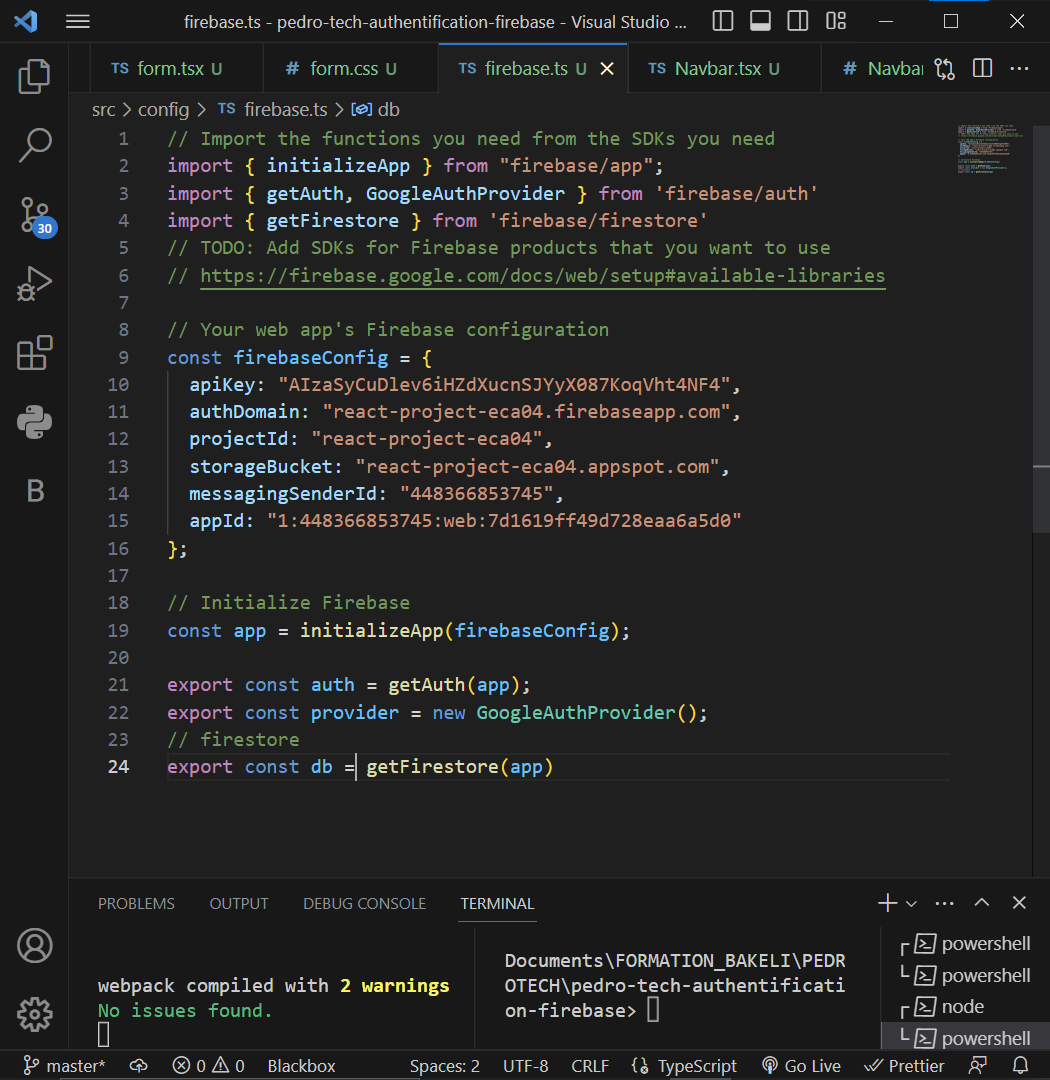 firebase.ts - pedro-tech-authentification-firebase - Visual Studio ...
TS form.tsx U
# form.css U
TS firebase.ts U
TS Navbar.tsx U
# Navbar
src > config > TS firebase.ts > db
1 // Import the functions you need from the SDKs you need
2 import { initializeApp } from "firebase/app";
3 import { getAuth, GoogleAuthProvider } from 'firebase/auth'
4 import { getFirestore } from 'firebase/firestore'
5 // TODO: Add SDKs for Firebase products that you want to use
6 // https://firebase.google.com/docs/web/setup#available-libraries
7
8 // Your web app's Firebase configuration
9 const firebaseConfig = {
10 apiKey: "AIzaSyCuDlev6iHZdXucnSJYyX087KoqVht4NF4",
11 authDomain: "react-project-eca04.firebaseapp.com",
12 projectId: "react-project-eca04",
13 storageBucket: "react-project-eca04.appspot.com",
14 messagingSenderId: "448366853745",
15 appId: "1:448366853745:web:7d1619ff49d728eaa6a5d0"
16 };
17
18 // Initialize Firebase
19 const app = initializeApp(firebaseConfig);
20
21 export const auth = getAuth(app);
22 export const provider = new GoogleAuthProvider();
23 // firestore
24 export const db = getFirestore(app)
30
B
PROBLEMS OUTPUT DEBUG CONSOLE TERMINAL
webpack compiled with 2 warnings
No issues found.
Documents\FORMATION_BAKELI\PEDR
OTECH\pedro-tech-authentificati
on-firebase>
powershell
powershell
node
powershell
master* 0 0 Blackbox Spaces: 2 UTF-8 CRLF {} TypeScript Go Live Prettier